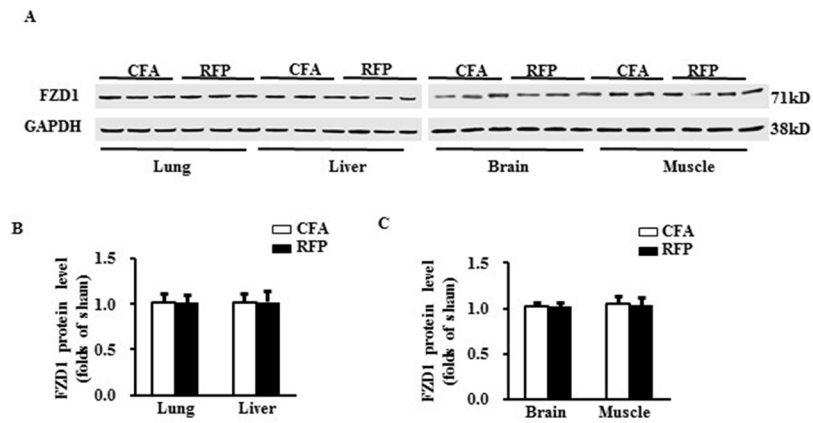 A
CFA RFP CFA RFP CFA RFP CFA RFP
FZD1 71kD
GAPDH 38kD
Lung Liver Brain Muscle
B
CFA
RFP
FZD1 protein level
(folds of sham)
1.5
1.0
0.5
0.0
Lung Liver
C
CFA
RFP
FZD1 protein level
(folds of sham)
1.5
1.0
0.5
0.0
Brain Muscle